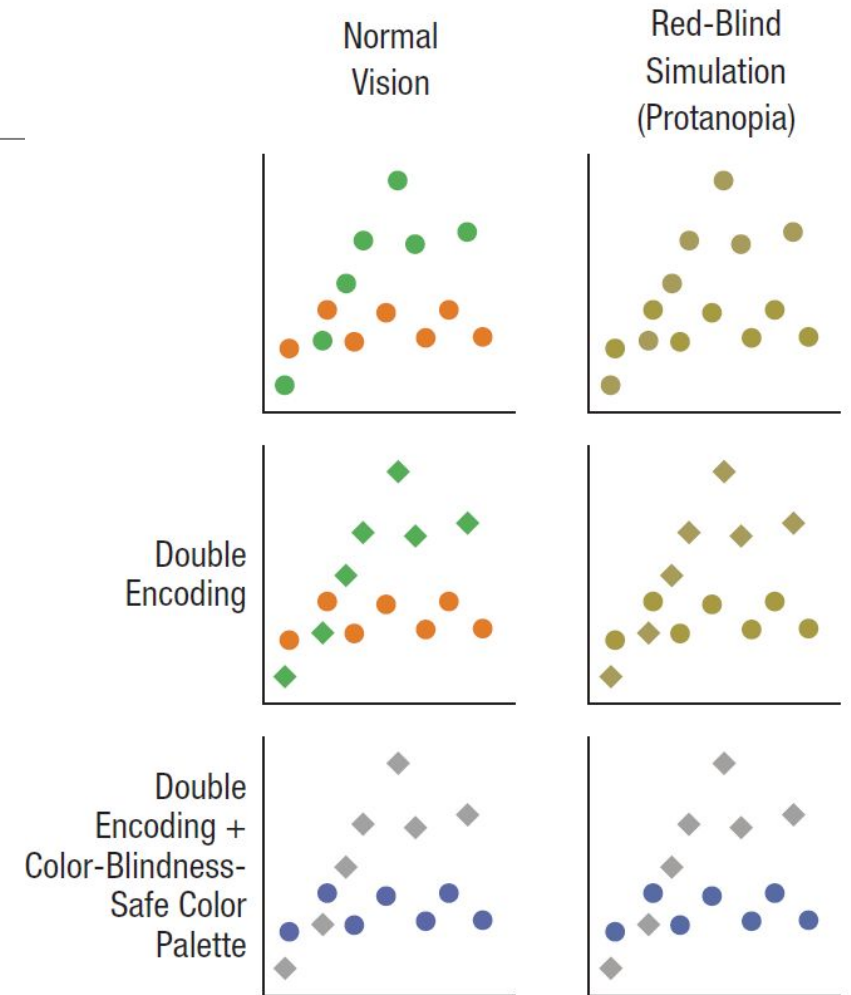 Normal
Vision
Red-Blind
Simulation
(Protanopia)
Double
Encoding
Double
Encoding +
Color-Blindness-
Safe Color
Palette